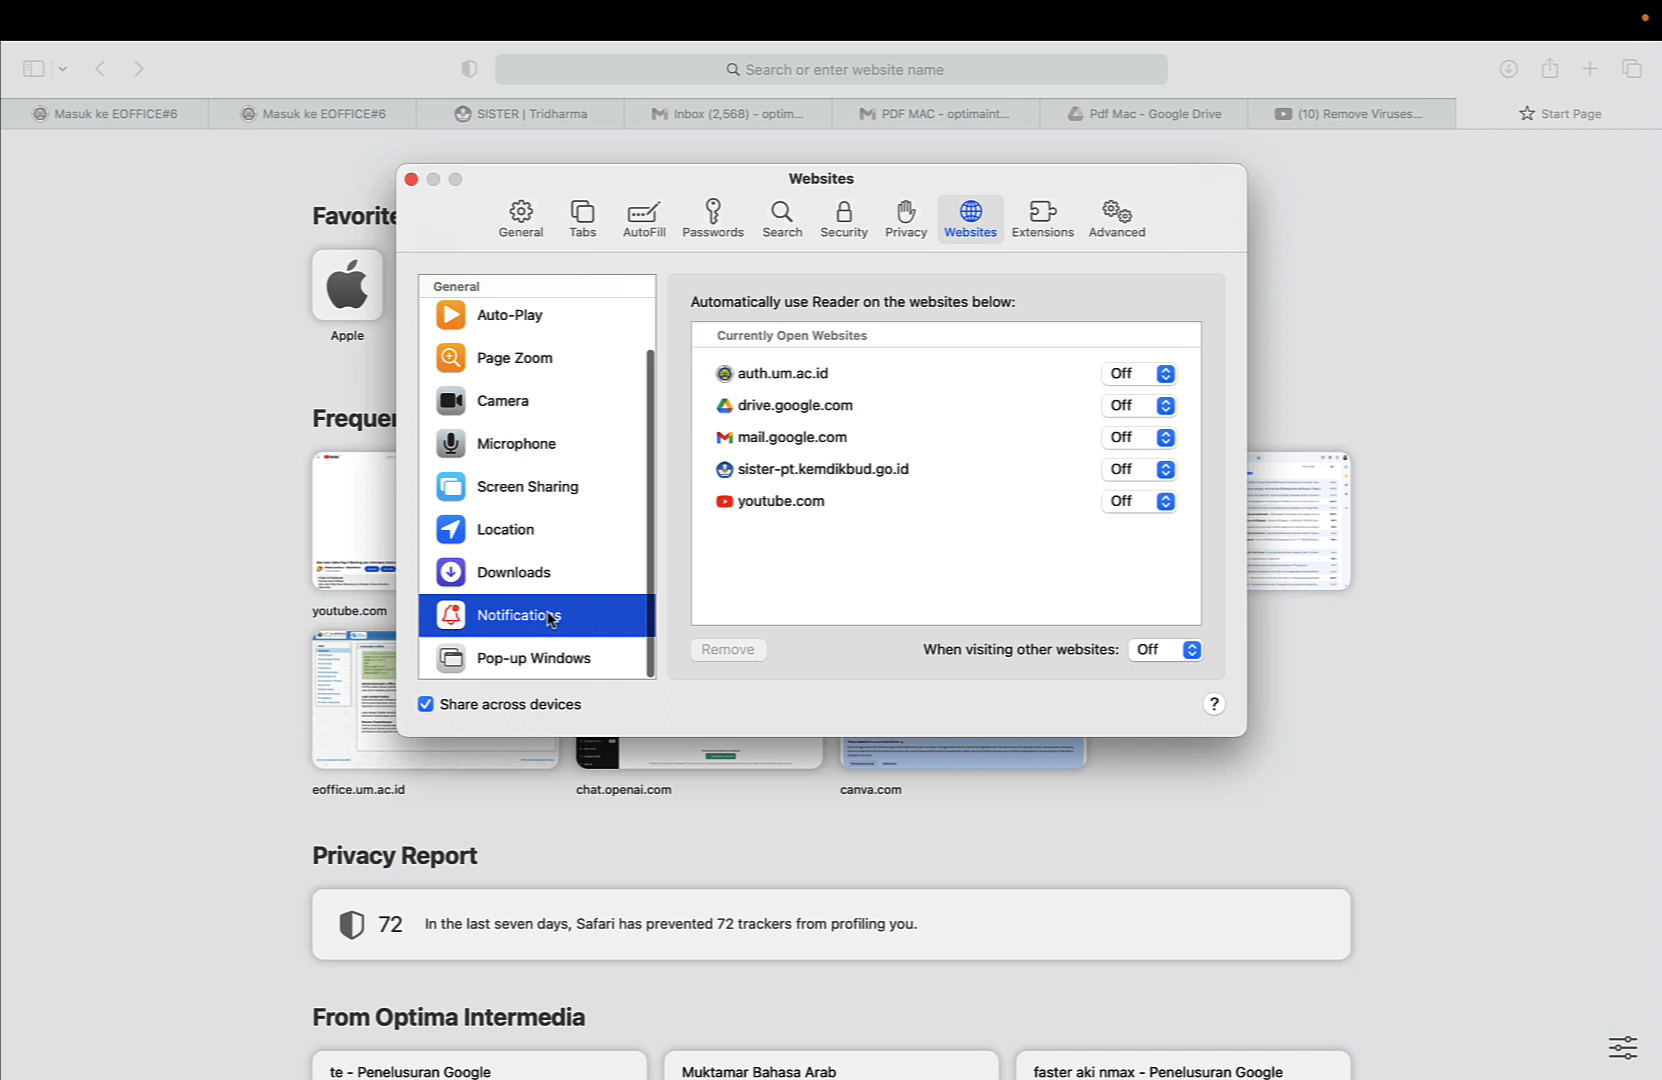 Search or enter website name
Masuk ke EOFFICE#6
Masuk ke EOFFICE#6
SISTER | Tridharma
Inbox (2,568) - optim...
PDF MAC - optimaint...
Pdf Mac - Google Drive
(10) Remove Viruses...
Start Page
Websites
General
Tabs
AutoFill
Passwords
Search
Security
Privacy
Websites
Extensions
Advanced
Favorite
Apple
Frequen
youtube.com
General
Auto-Play
Page Zoom
Camera
Microphone
Screen Sharing
Location
Downloads
Notifications
Pop-up Windows
Share across devices
Automatically use Reader on the websites below:
Currently Open Websites
auth.um.ac.id Off
drive.google.com Off
mail.google.com Off
sister-pt.kemdikbud.go.id Off
youtube.com Off
Remove
When visiting other websites: Off
?
eoffice.um.ac.id
chat.openai.com
canva.com
Privacy Report
72 In the last seven days, Safari has prevented 72 trackers from profiling you.
From Optima Intermedia
te - Penelusuran Google
Muktamar Bahasa Arab
faster aki nmax - Penelusuran Google